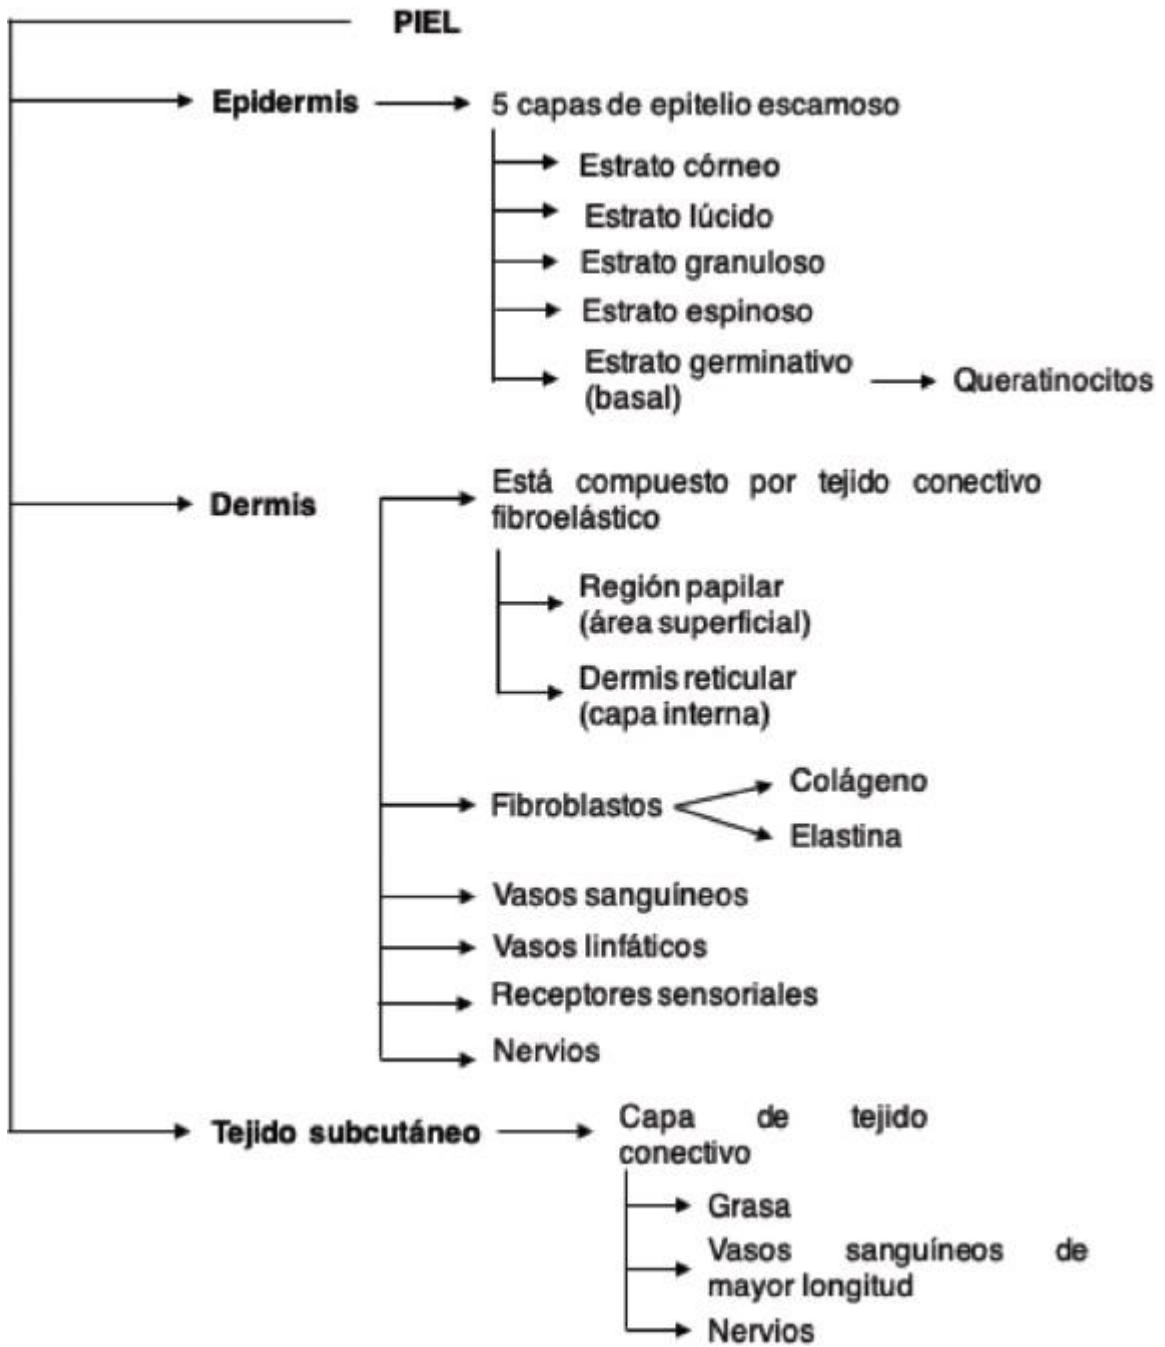 PIEL
Epidermis
5 capas de epitelio escamoso
Estrato córneo
Estrato lúcido
Estrato granuloso
Estrato espinoso
Estrato germinativo
(basal)
Queratinocitos
Dermis
Está compuesto por tejido conectivo
fibroelástico
Región papilar
(área superficial)
Dermis reticular
(capa interna)
Fibroblastos
Colágeno
Elastina
Vasos sanguíneos
Vasos linfáticos
Receptores sensoriales
Nervios
Tejido subcutáneo
Capa de tejido
conectivo
Grasa
Vasos sanguíneos de
mayor longitud
Nervios